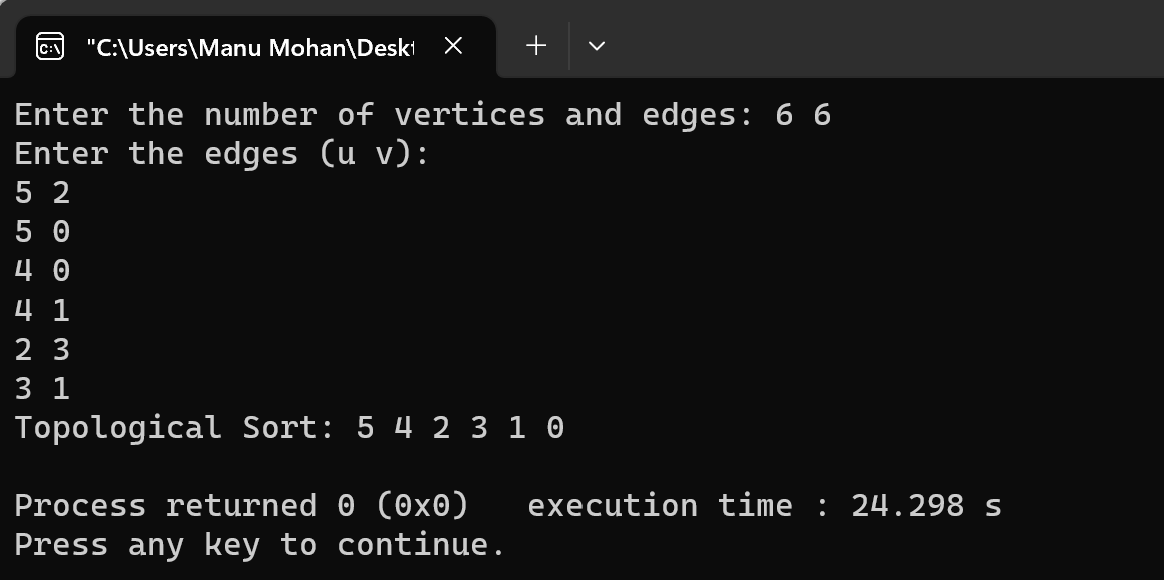 "C:\Users\Manu Mohan\Deskt
Enter the number of vertices and edges: 6 6
Enter the edges (u v):
5 2
5 0
4 0
4 1
2 3
3 1
Topological Sort: 5 4 2 3 1 0
Process returned 0 (0x0)   execution time : 24.298 s
Press any key to continue.